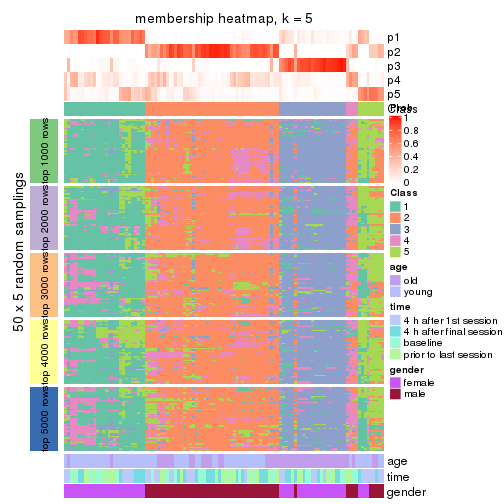 membership heatmap, k = 5
p1
p2
p3
p4
p5
Prob
Class
1
0.8
0.6
0.4
0.2
0
Class
1
2
3
4
5
age
old
young
time
4 h after 1st session
4 h after final session
baseline
prior to last session
gender
female
male
50 x 5 random samplings
top 1000 rows
top 2000 rows
top 3000 rows
top 4000 rows
top 5000 rows
age
time
gender